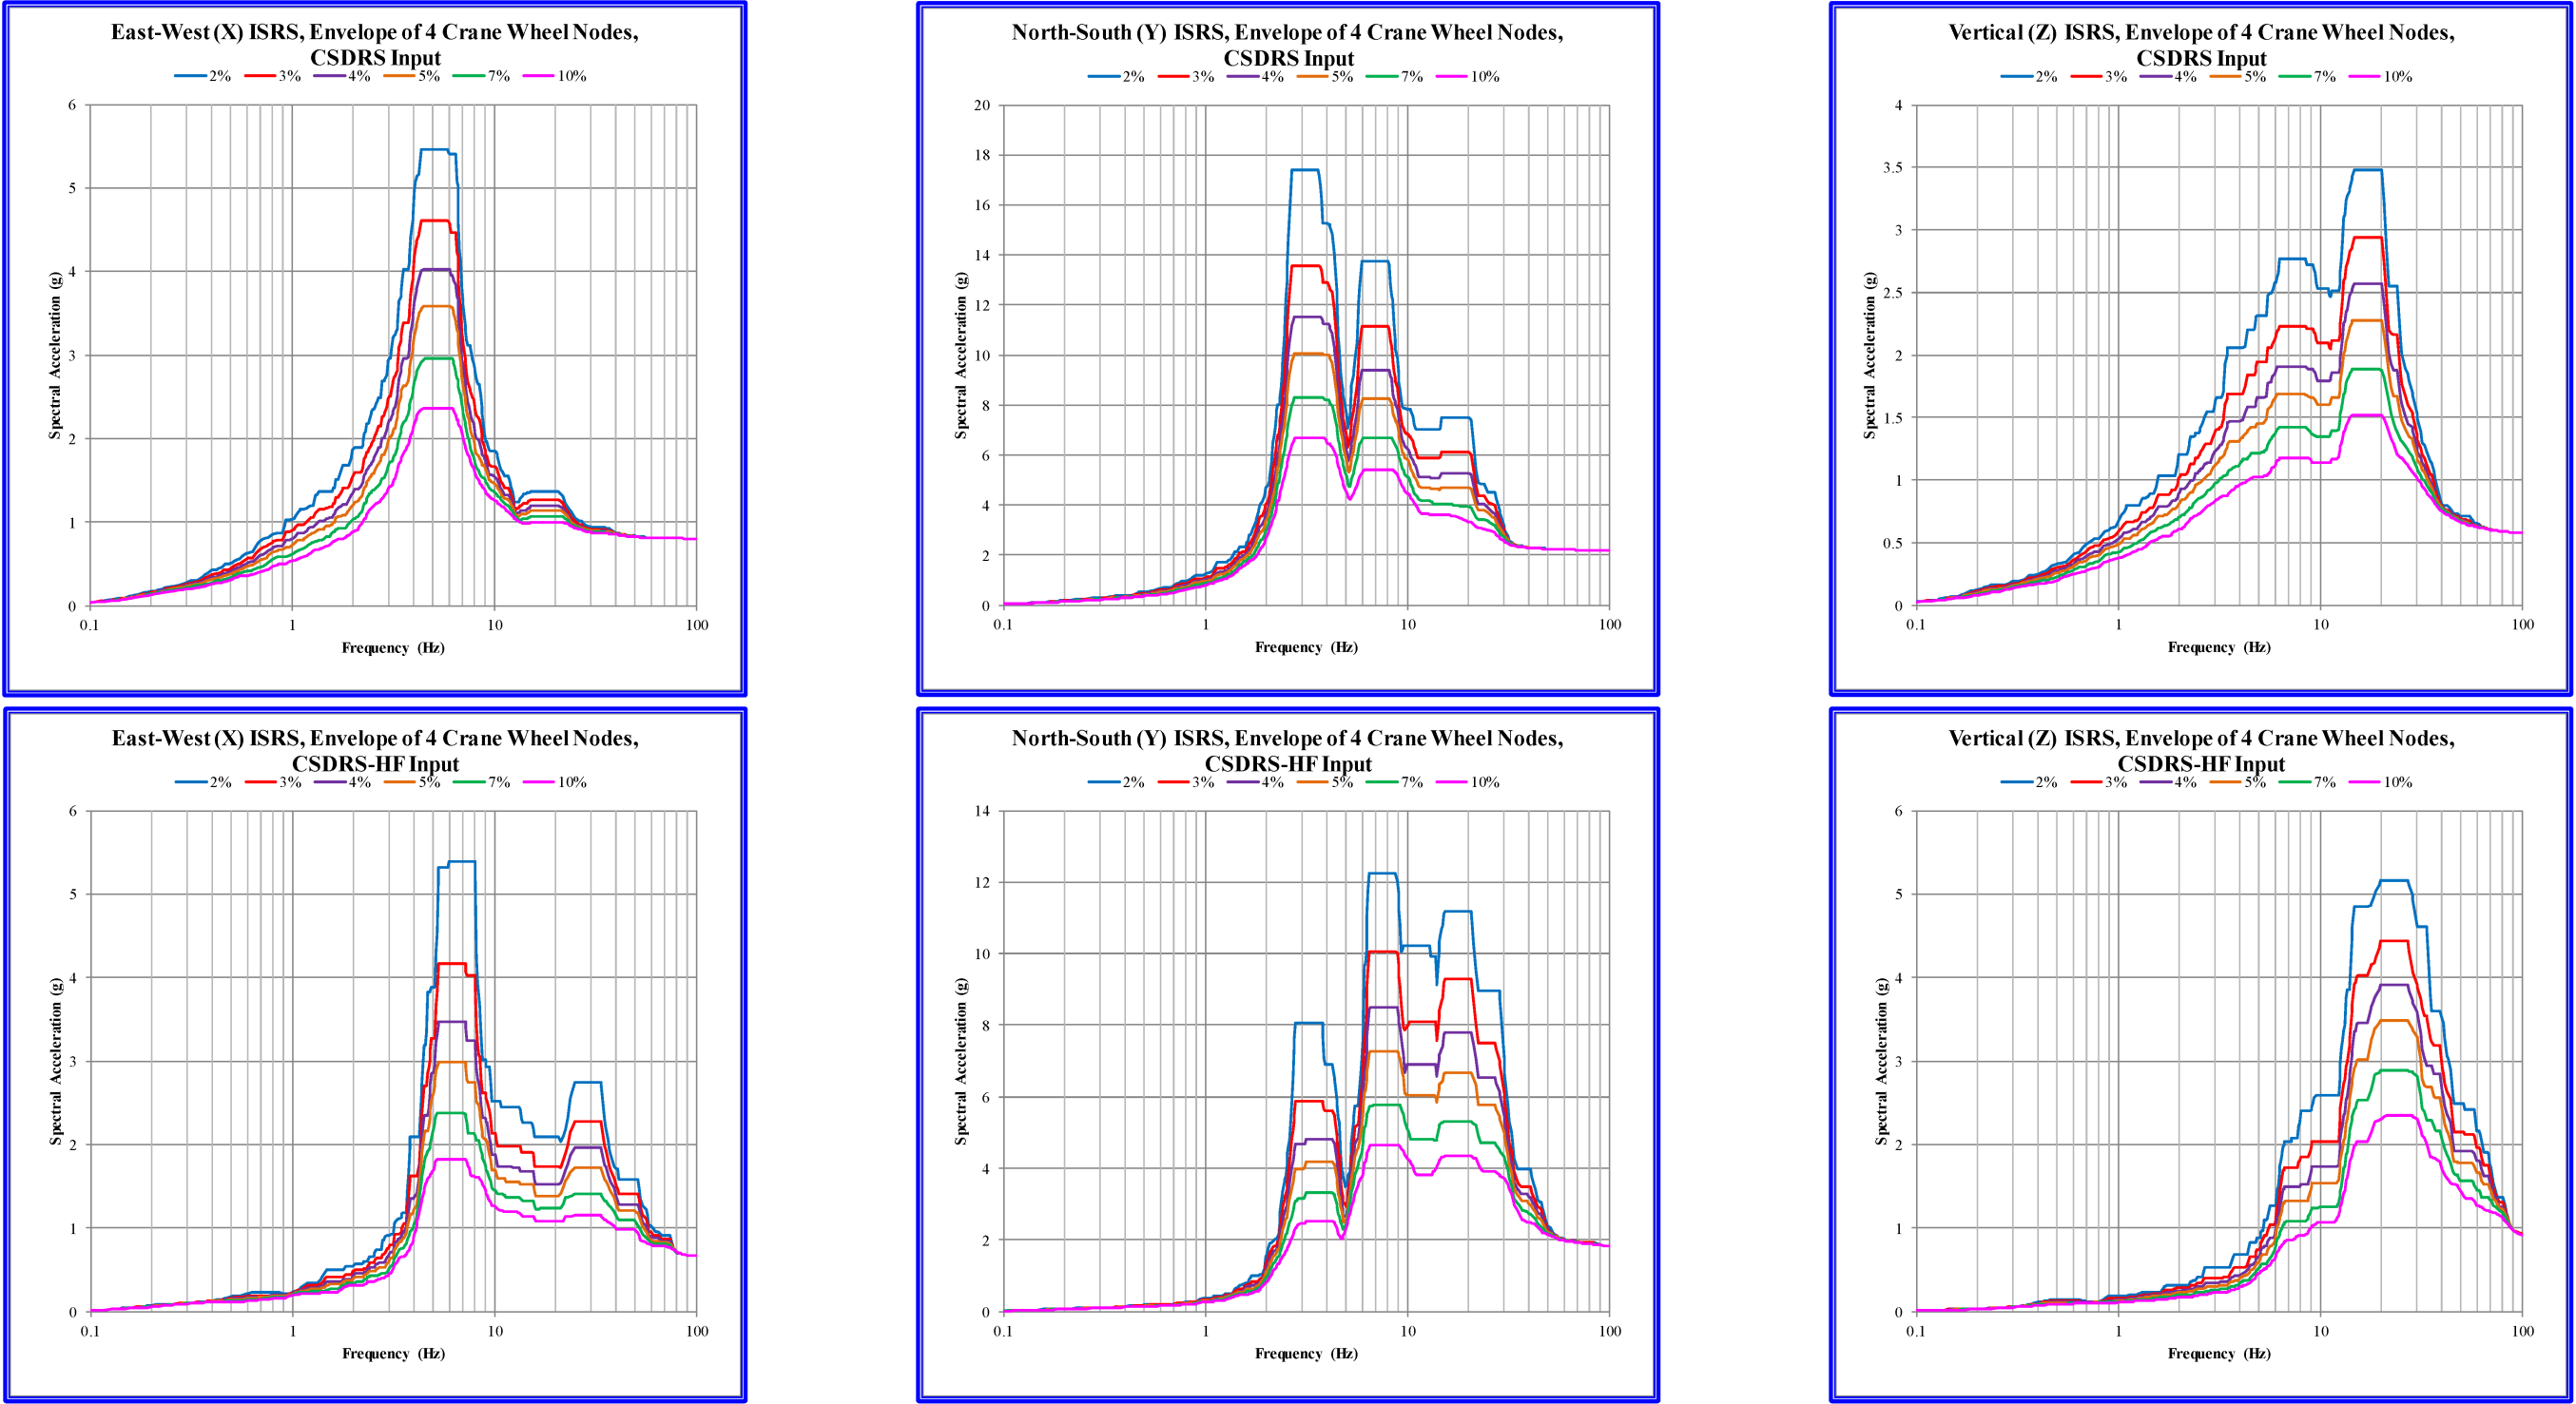 East-West (X) ISRS, Envelope of 4 Crane Wheel Nodes,
CSDRS Input
2% 3% 4% 5% 7% 10%
6
5
4
3
2
1
0
0.1 1 10 100
Spectral Acceleration (g)
Frequency (Hz)
North-South (Y) ISRS, Envelope of 4 Crane Wheel Nodes,
CSDRS Input
2% 3% 4% 5% 7% 10%
20
18
16
14
12
10
8
6
4
2
0
0.1 1 10 100
Spectral Acceleration (g)
Frequency (Hz)
Vertical (Z) ISRS, Envelope of 4 Crane Wheel Nodes,
CSDRS Input
2% 3% 4% 5% 7% 10%
4
3.5
3
2.5
2
1.5
1
0.5
0
0.1 1 10 100
Spectral Acceleration (g)
Frequency (Hz)
East-West (X) ISRS, Envelope of 4 Crane Wheel Nodes,
CSDRS-HF Input
2% 3% 4% 5% 7% 10%
6
5
4
3
2
1
0
0.1 1 10 100
Spectral Acceleration (g)
Frequency (Hz)
North-South (Y) ISRS, Envelope of 4 Crane Wheel Nodes,
CSDRS-HF Input
2% 3% 4% 5% 7% 10%
14
12
10
8
6
4
2
0
0.1 1 10 100
Spectral Acceleration (g)
Frequency (Hz)
Vertical (Z) ISRS, Envelope of 4 Crane Wheel Nodes,
CSDRS-HF Input
2% 3% 4% 5% 7% 10%
6
5
4
3
2
1
0
0.1 1 10 100
Spectral Acceleration (g)
Frequency (Hz)